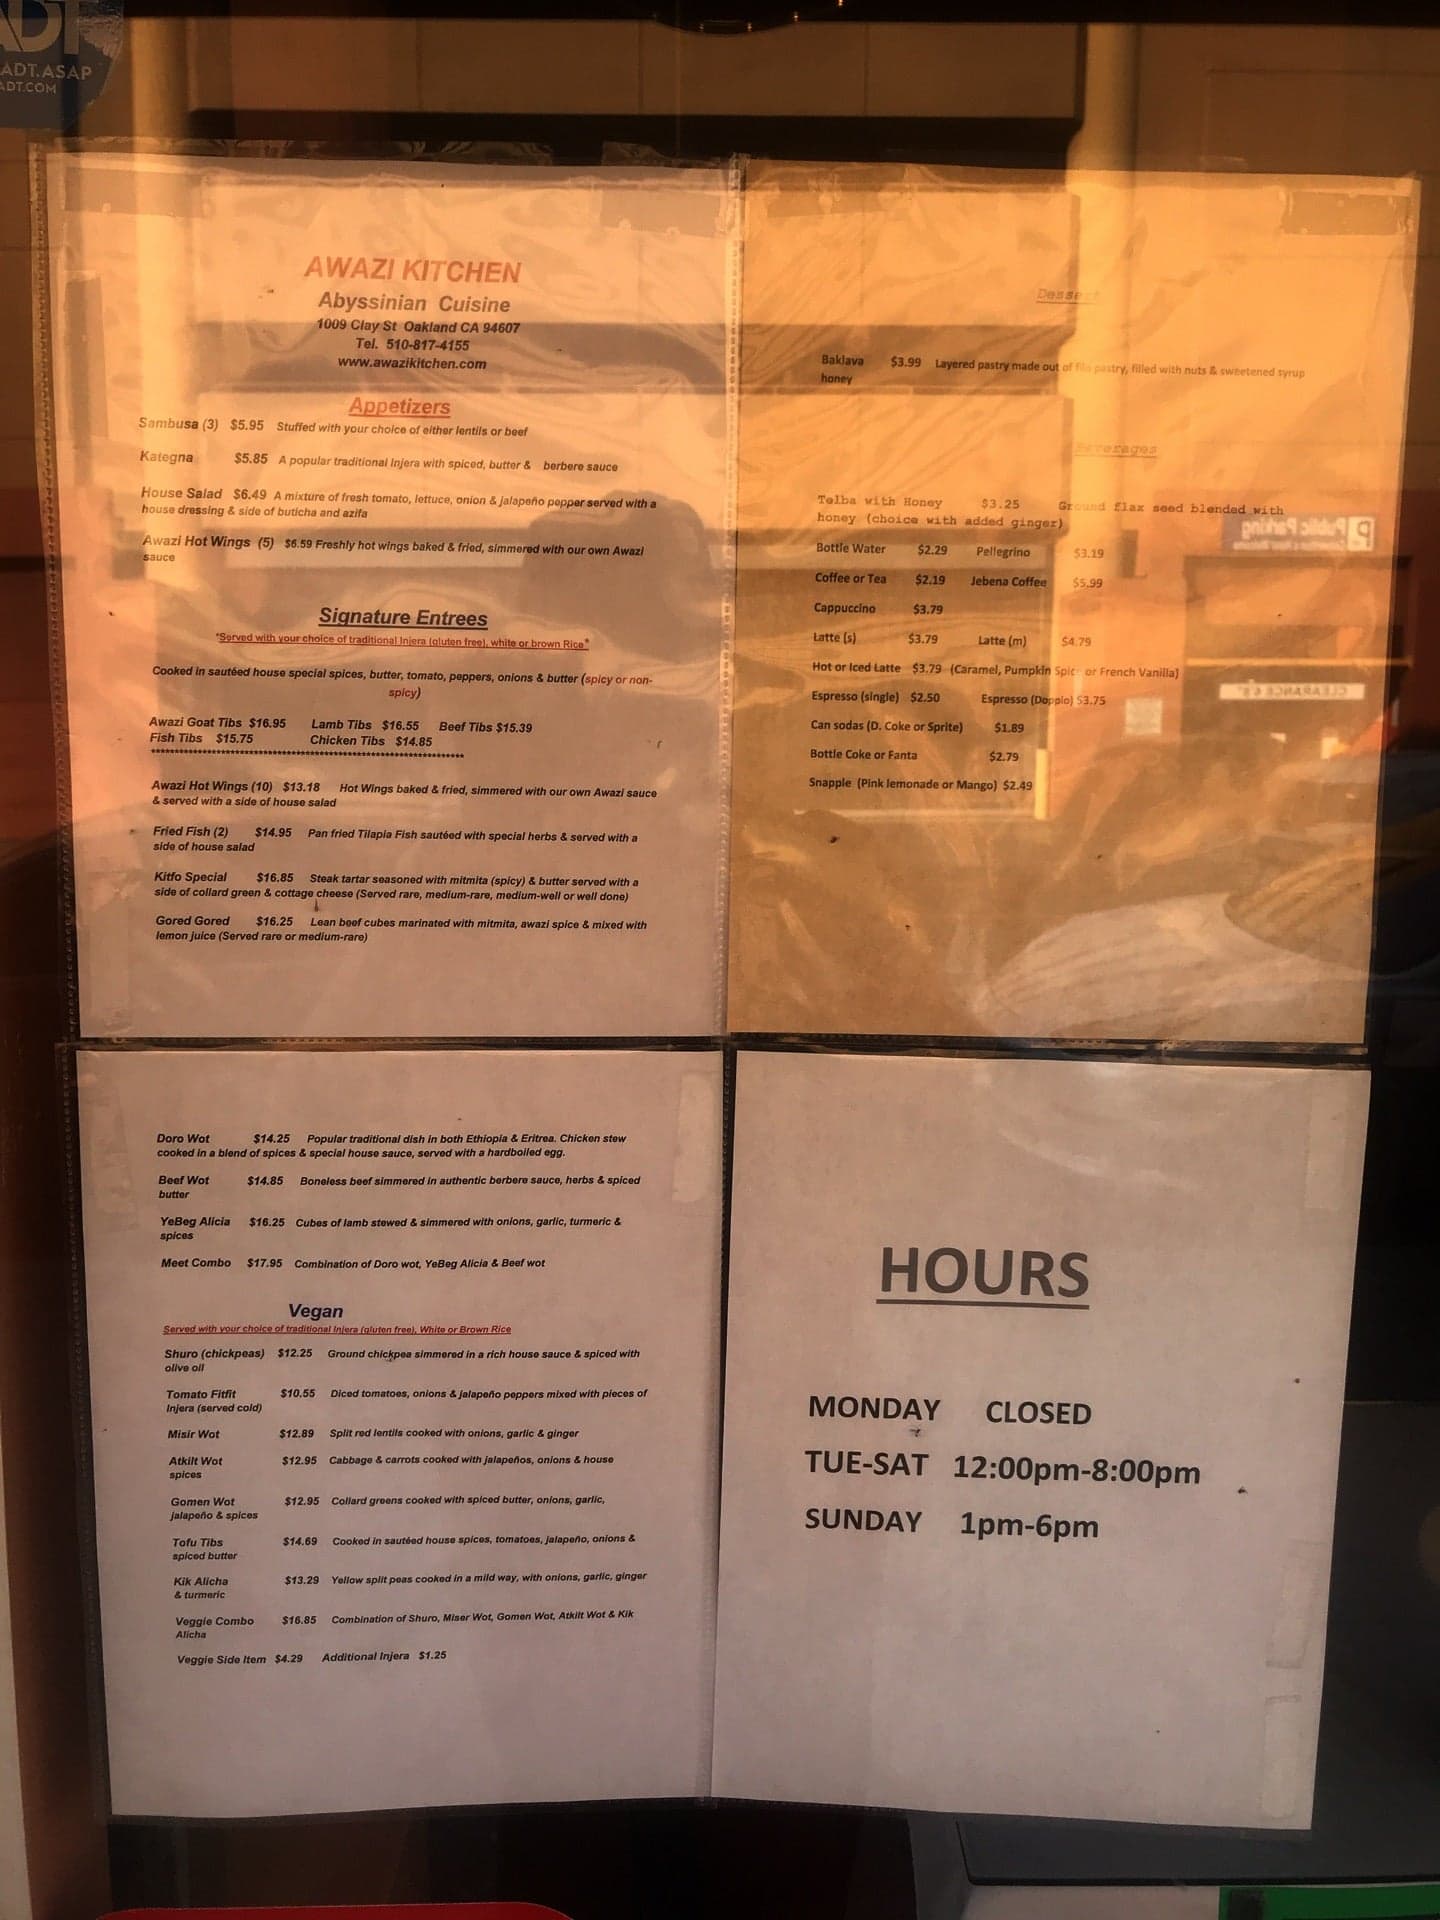 ADT
ADT.ASAP
ADT.COM
AWAZI KITCHEN
Abyssinian Cuisine
1009 Clay St Oakland CA 94607
Tel. 510-817-4155
www.awazikitchen.com
Appetizers
Sambusa (3) $5.95 Stuffed with your choice of either lentils or beef
Kategna $5.85 A popular traditional Injera with spiced, butter & berbere sauce
House Salad $6.49 A mixture of fresh tomato, lettuce, onion & jalapeño pepper served with a
house dressing & side of buticha and azifa
Awazi Hot Wings (5) $6.59 Freshly hot wings baked & fried, simmered with our own Awazi
sauce
Signature Entrees
*Served with your choice of traditional Injera (gluten free), white or brown Rice*
Cooked in sautéed house special spices, butter, tomato, peppers, onions & butter (spicy or non-
spicy)
Awazi Goat Tibs $16.95 Lamb Tibs $16.55 Beef Tibs $15.39
Fish Tibs $15.75 Chicken Tibs $14.85
Awazi Hot Wings (10) $13.18 Hot Wings baked & fried, simmered with our own Awazi sauce
& served with a side of house salad
Fried Fish (2) $14.95 Pan fried Tilapia Fish sautéed with special herbs & served with a
side of house salad
Kitfo Special $16.85 Steak tartar seasoned with mitmita (spicy) & butter served with a
side of collard green & cottage cheese (Served rare, medium-rare, medium-well or well done)
Gored Gored $16.25 Lean beef cubes marinated with mitmita, awazi spice & mixed with
lemon juice (Served rare or medium-rare)
Dessert
Baklava $3.99 Layered pastry made out of filo pastry, filled with nuts & sweetened syrup
honey
Beverages
Telba with Honey $3.25 Ground flax seed blended with
honey (choice with added ginger)
Bottle Water $2.29 Pellegrino $3.19
Coffee or Tea $2.19 Jebena Coffee $5.99
Cappuccino $3.79
Latte (s) $3.79 Latte (m) $4.79
Hot or Iced Latte $3.79 (Caramel, Pumpkin Spic or French Vanilla)
Espresso (single) $2.50 Espresso (Dopplo) $3.75
Can sodas (D. Coke or Sprite) $1.89
Bottle Coke or Fanta $2.79
Snapple (Pink lemonade or Mango) $2.49
Public Parking
Doro Wot $14.25 Popular traditional dish in both Ethiopia & Eritrea. Chicken stew
cooked in a blend of spices & special house sauce, served with a hardboiled egg.
Beef Wot $14.85 Boneless beef simmered in authentic berbere sauce, herbs & spiced
butter
YeBeg Alicia $16.25 Cubes of lamb stewed & simmered with onions, garlic, turmeric &
spices
Meet Combo $17.95 Combination of Doro wot, YeBeg Alicia & Beef wot
Vegan
Served with your choice of traditional Injera (gluten free), White or Brown Rice
Shuro (chickpeas) $12.25 Ground chickpea simmered in a rich house sauce & spiced with
olive oil
Tomato Fitfit $10.55 Diced tomatoes, onions & jalapeño peppers mixed with pieces of
Injera (served cold)
Misir Wot $12.89 Split red lentils cooked with onions, garlic & ginger
Atkilt Wot $12.95 Cabbage & carrots cooked with jalapeños, onions & house
spices
Gomen Wot $12.95 Collard greens cooked with spiced butter, onions, garlic,
jalapeño & spices
Tofu Tibs $14.69 Cooked in sautéed house spices, tomatoes, jalapeño, onions &
spiced butter
Kik Alicha $13.29 Yellow split peas cooked in a mild way, with onions, garlic, ginger
& turmeric
Veggie Combo $16.85 Combination of Shuro, Miser Wot, Gomen Wot, Atkilt Wot & Kik
Alicha
Veggie Side Item $4.29 Additional Injera $1.25
HOURS
MONDAY CLOSED
TUE-SAT 12:00pm-8:00pm
SUNDAY 1pm-6pm